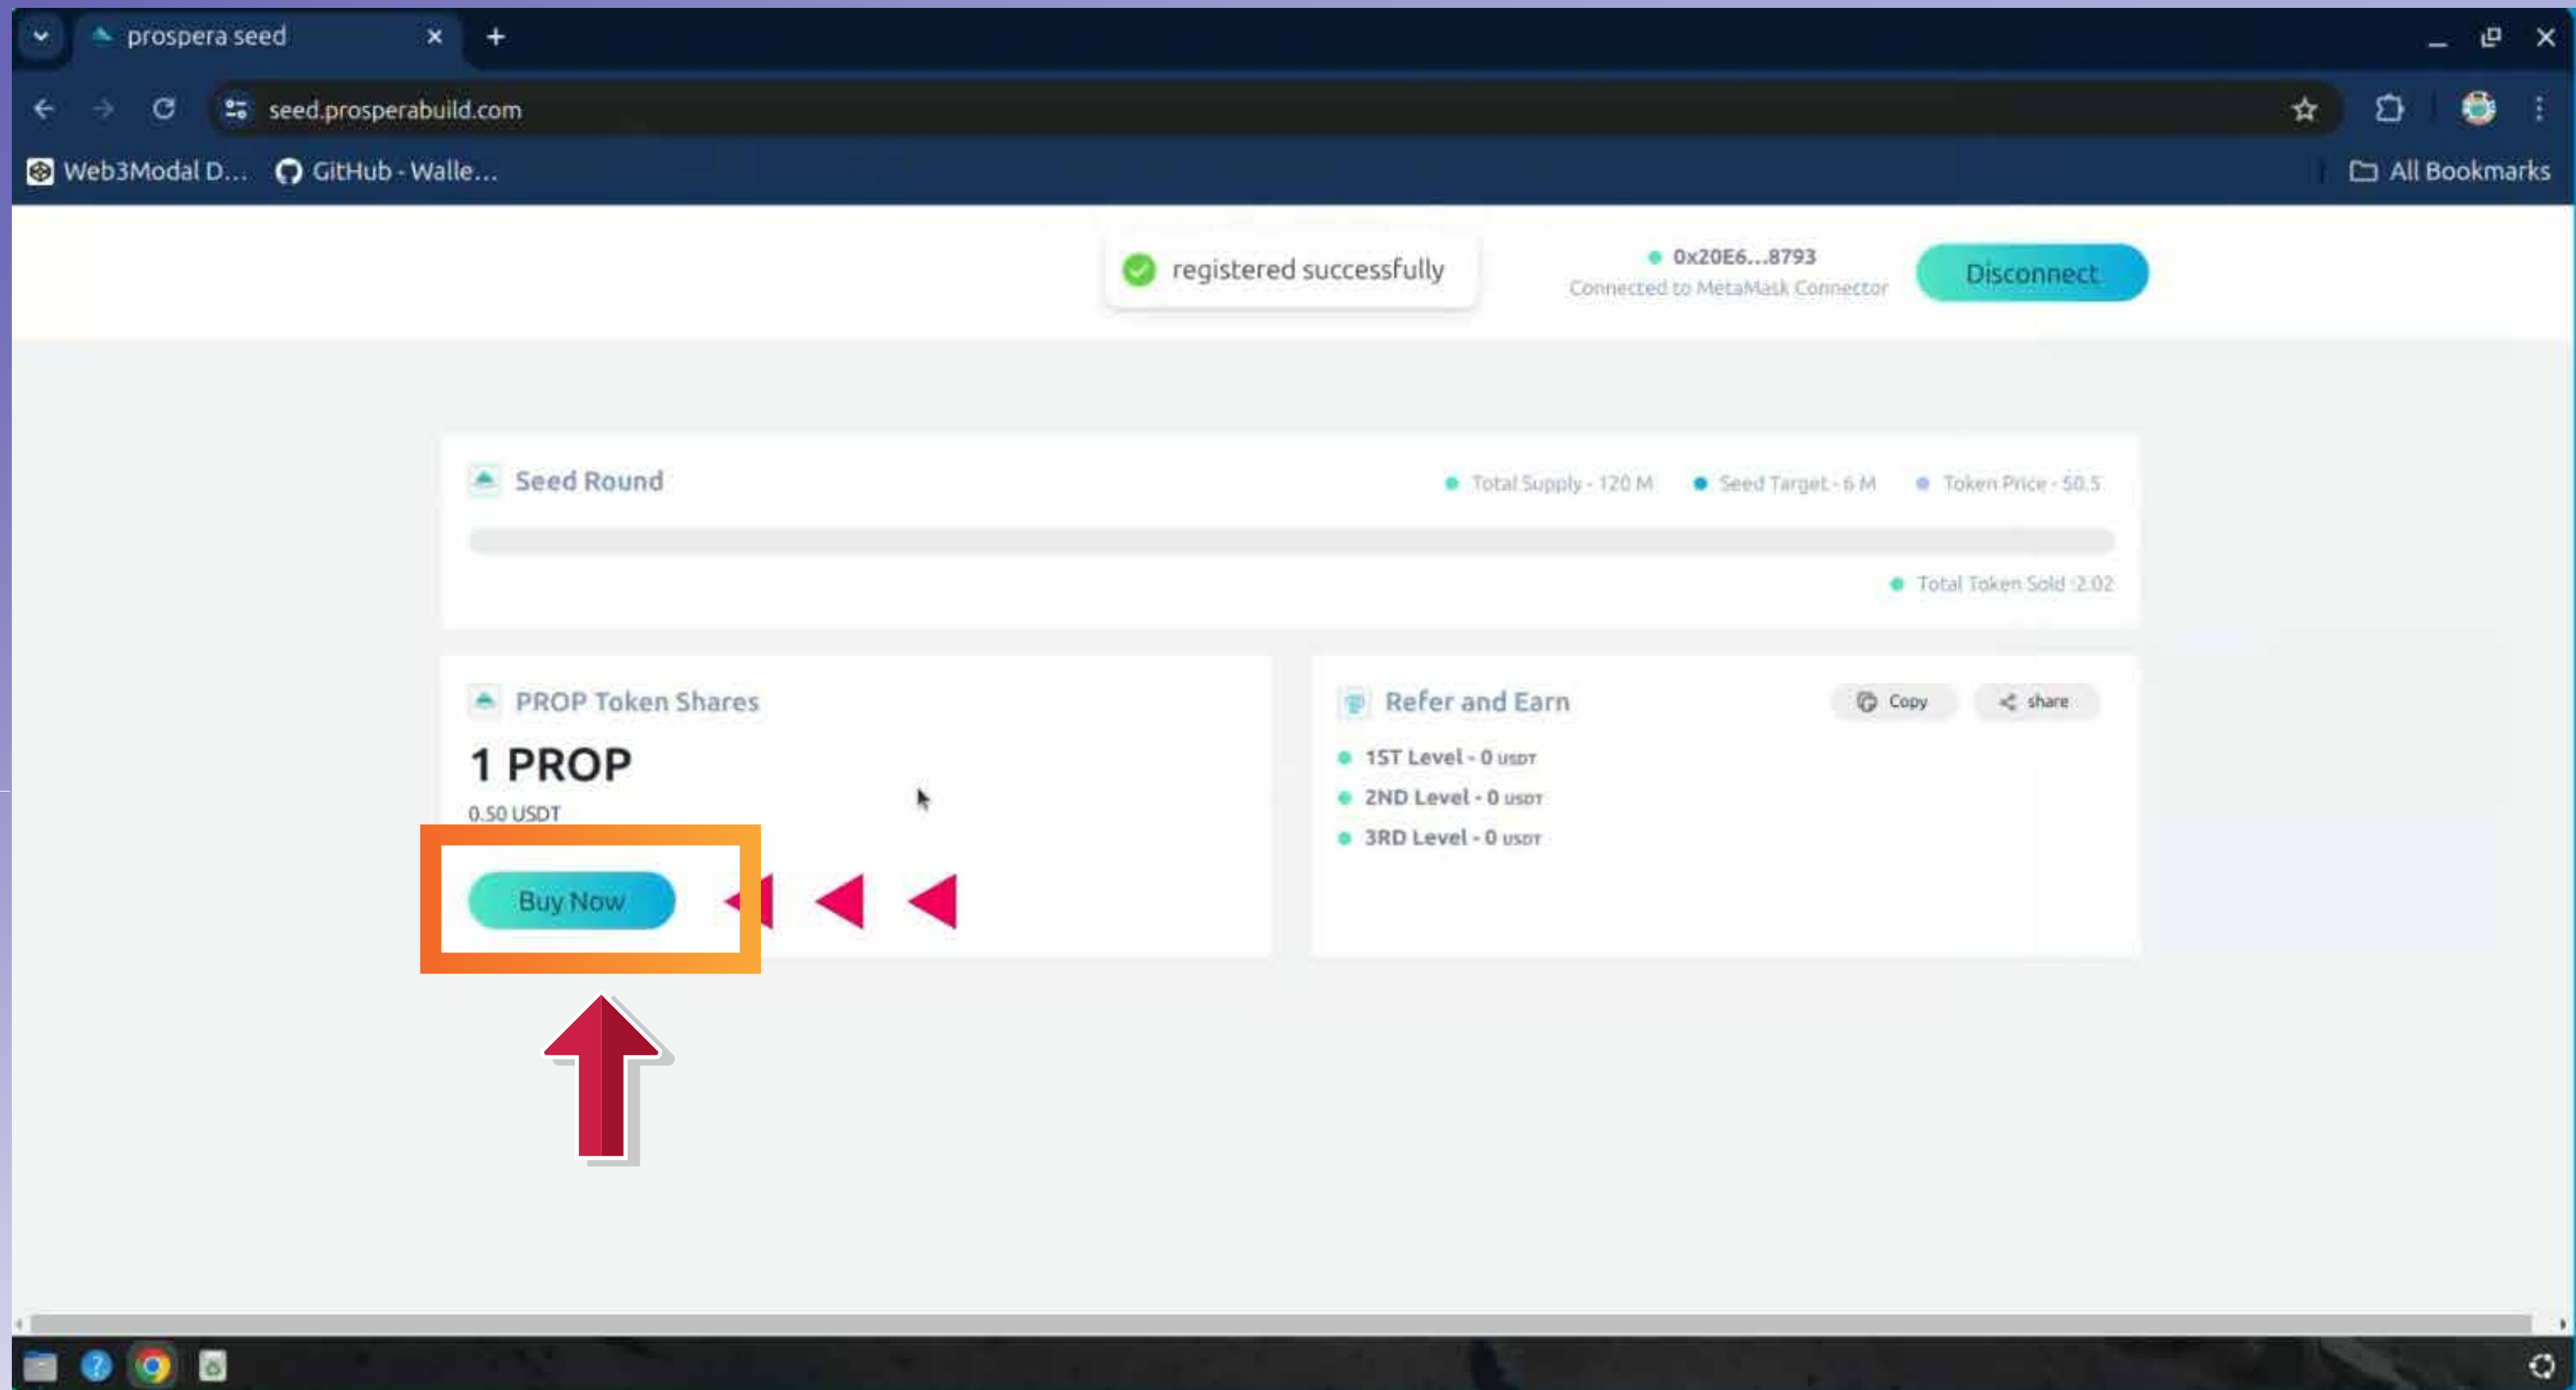 prospera seed
seed.prosperabuild.com
Web3Modal D...
GitHub - Walle...
All Bookmarks
registered successfully
0x20E6...8793
Connected to MetaMask Connector
Disconnect
Seed Round
Total Supply - 120 M
Seed Target - 6 M
Token Price - $0.5
Total Token Sold :2.02
PROP Token Shares
1 PROP
0.50 USDT
Buy Now
Refer and Earn
Copy
share
1ST Level - 0 USDT
2ND Level - 0 USDT
3RD Level - 0 USDT